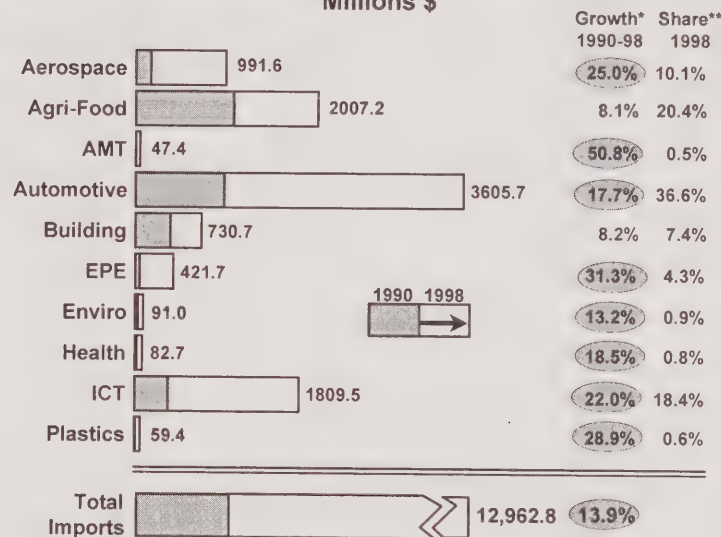 Millions $
Growth* Share**
1990-98 1998
Aerospace 991.6 25.0% 10.1%
Agri-Food 2007.2 8.1% 20.4%
AMT 47.4 50.8% 0.5%
Automotive 3605.7 17.7% 36.6%
Building 730.7 8.2% 7.4%
EPE 421.7 31.3% 4.3%
1990 1998
Enviro 91.0 13.2% 0.9%
Health 82.7 18.5% 0.8%
ICT 1809.5 22.0% 18.4%
Plastics 59.4 28.9% 0.6%
Total
Imports 12,962.8 13.9%